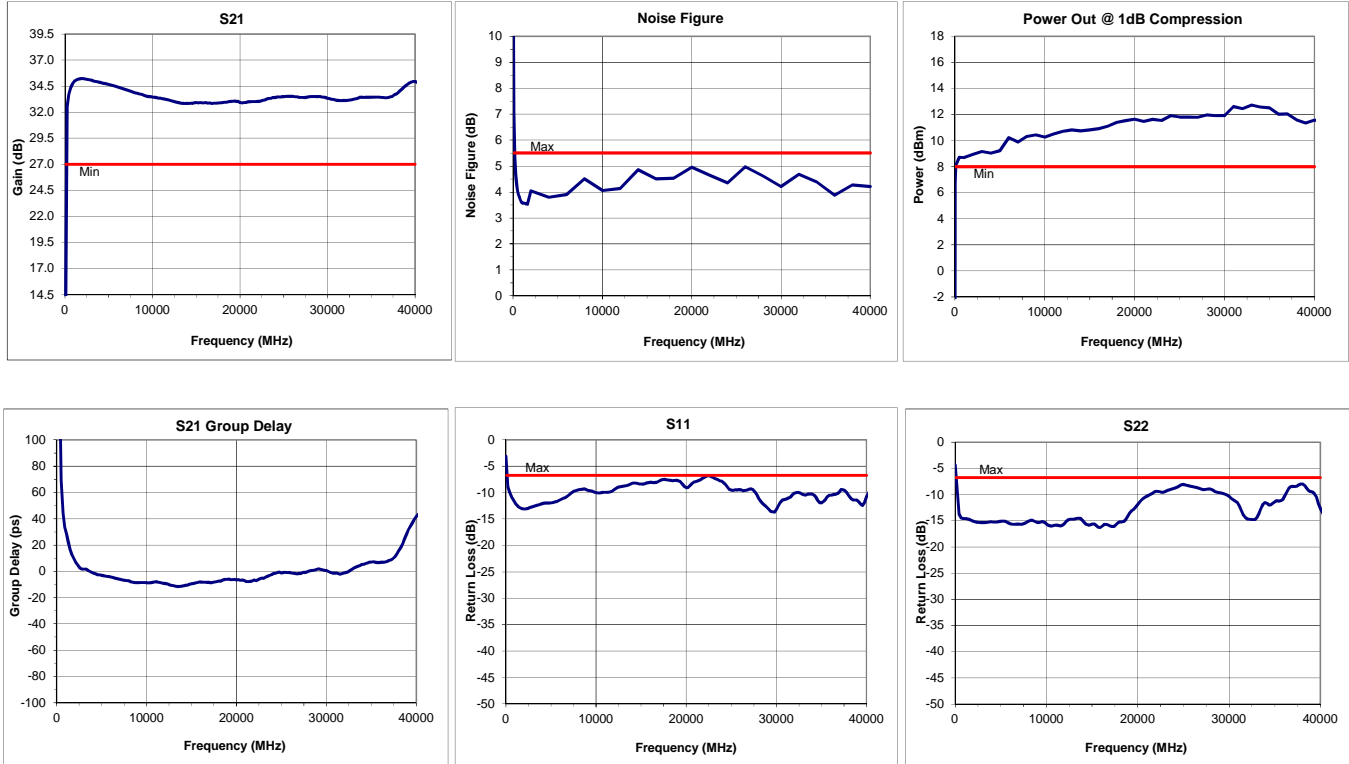 S21
Gain (dB)
39.5
37.0
34.5
32.0
29.5
27.0
24.5
22.0
19.5
17.0
14.5
Min
0 10000 20000 30000 40000
Frequency (MHz)
Noise Figure
Noise Figure (dB)
10
9
8
7
6
5
4
3
2
1
0
Max
0 10000 20000 30000 40000
Frequency (MHz)
Power Out @ 1dB Compression
Power (dBm)
18
16
14
12
10
8
6
4
2
0
-2
Min
0 10000 20000 30000 40000
Frequency (MHz)
S21 Group Delay
Group Delay (ps)
100
80
60
40
20
0
-20
-40
-60
-80
-100
0 10000 20000 30000 40000
Frequency (MHz)
S11
Return Loss (dB)
0
-5
-10
-15
-20
-25
-30
-35
-40
-45
-50
Max
0 10000 20000 30000 40000
Frequency (MHz)
S22
Return Loss (dB)
0
-5
-10
-15
-20
-25
-30
-35
-40
-45
-50
Max
0 10000 20000 30000 40000
Frequency (MHz)